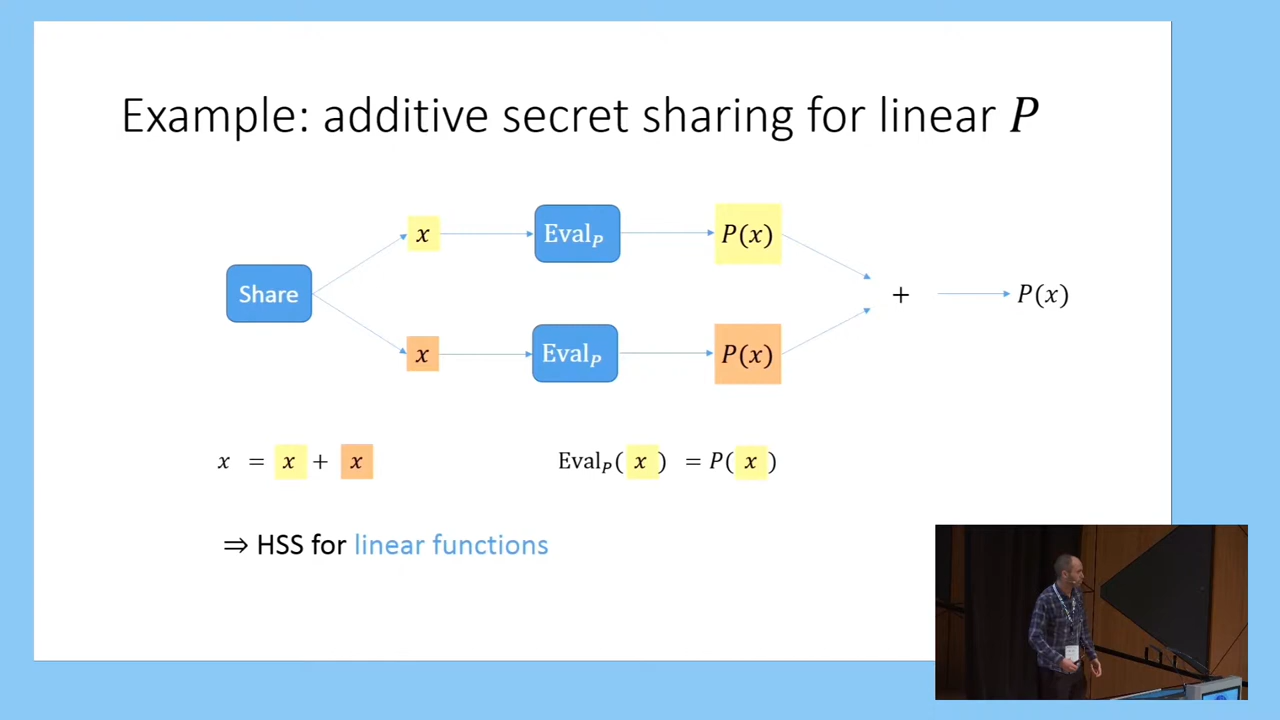 Example: additive secret sharing for linear P
x Eval_P P(x)
Share + P(x)
x Eval_P P(x)
x = x + x Eval_P( x ) = P( x )
⇒ HSS for linear functions